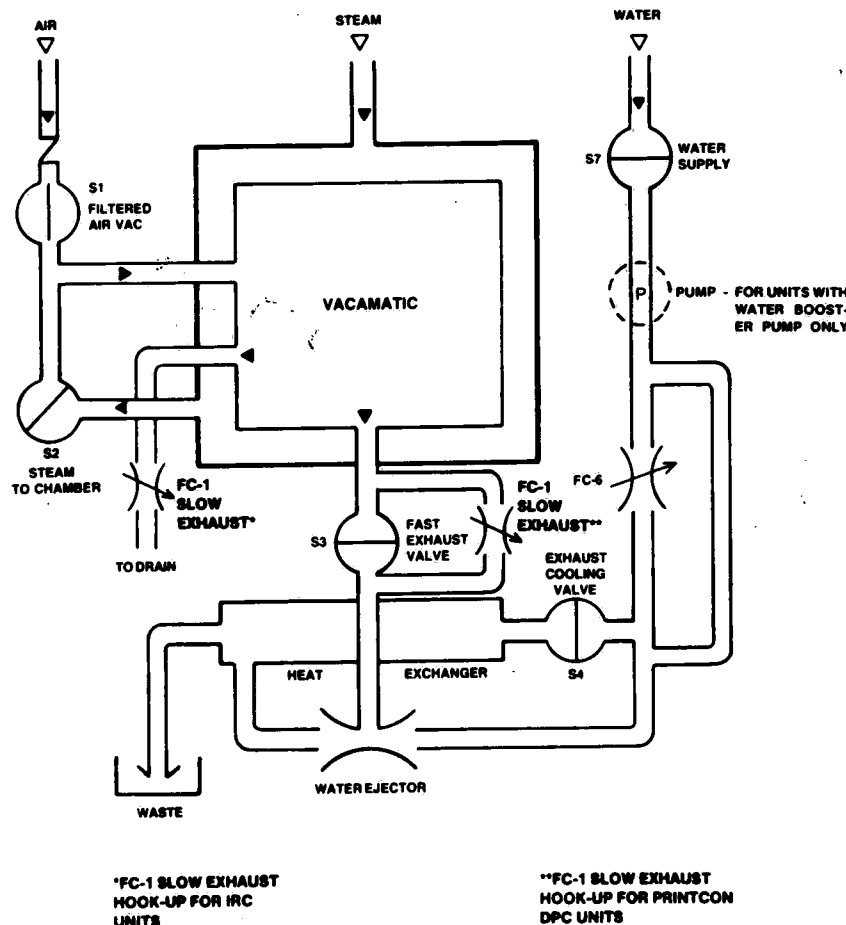 AIR
STEAM
WATER
S1
FILTERED
AIR VAC
S7
WATER
SUPPLY
VACAMATIC
P
PUMP - FOR UNITS WITH
WATER BOOST-
ER PUMP ONLY
S2
STEAM
TO CHAMBER
FC-1
SLOW
EXHAUST*
TO DRAIN
S3
FAST
EXHAUST
VALVE
FC-1
SLOW
EXHAUST**
FC-6
EXHAUST
COOLING
VALVE
S4
HEAT EXCHANGER
WATER EJECTOR
WASTE
*FC-1 SLOW EXHAUST
HOOK-UP FOR IRC
UNITS
**FC-1 SLOW EXHAUST
HOOK-UP FOR PRINTCON
DPC UNITS